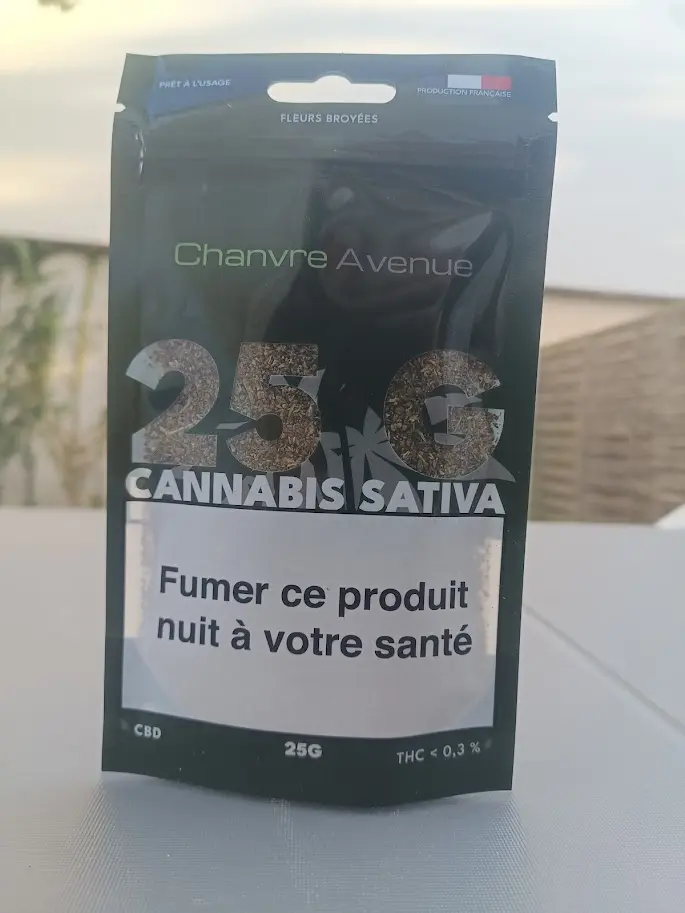 PRÊT À L'USAGE
PRODUCTION FRANÇAISE
FLEURS BROYÉES
Chanvre Avenue
25 G
CANNABIS SATIVA
Fumer ce produit
nuit à votre santé
CBD
25G
THC < 0,3 %